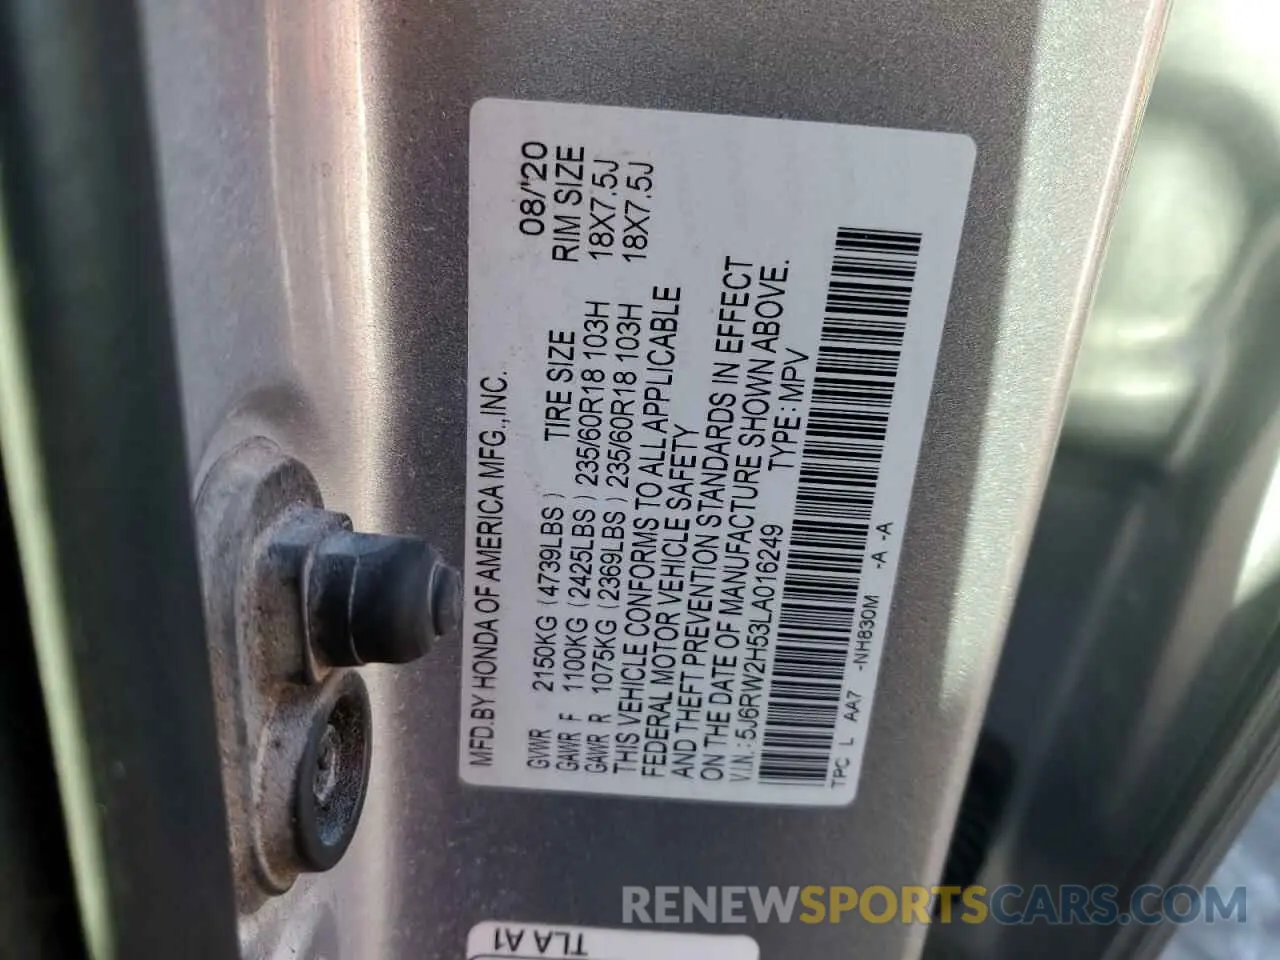 MFD.BY HONDA OF AMERICA MFG.,INC. 08/'20
GVWR 2150KG (4739LBS) TIRE SIZE RIM SIZE
GAWR F 1100KG (2425LBS) 235/60R18 103H 18X7.5J
GAWR R 1075KG (2369LBS) 235/60R18 103H 18X7.5J
THIS VEHICLE CONFORMS TO ALL APPLICABLE
FEDERAL MOTOR VEHICLE SAFETY
AND THEFT PREVENTION STANDARDS IN EFFECT
ON THE DATE OF MANUFACTURE SHOWN ABOVE.
V.I.N.: 5J6RW2H53LA016249 TYPE: MPV
TPC L AA7 -NH830M -A -A
TLA A1
RENEWSPORTSCARS.COM